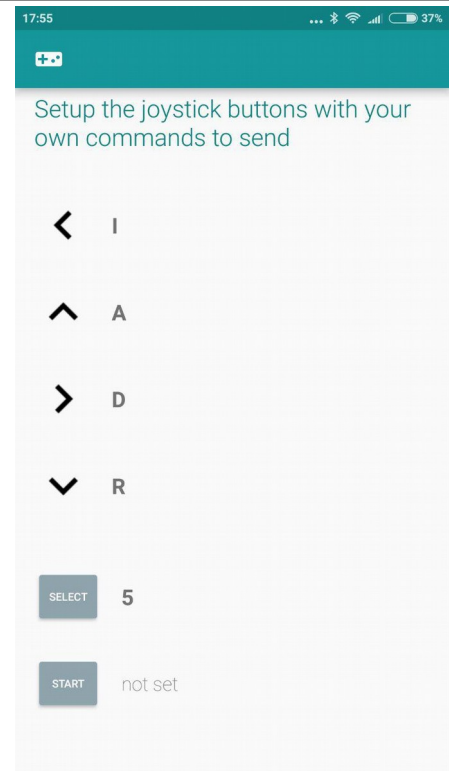 17:55
37%
Setup the joystick buttons with your
own commands to send
I
A
D
R
SELECT 5
START not set